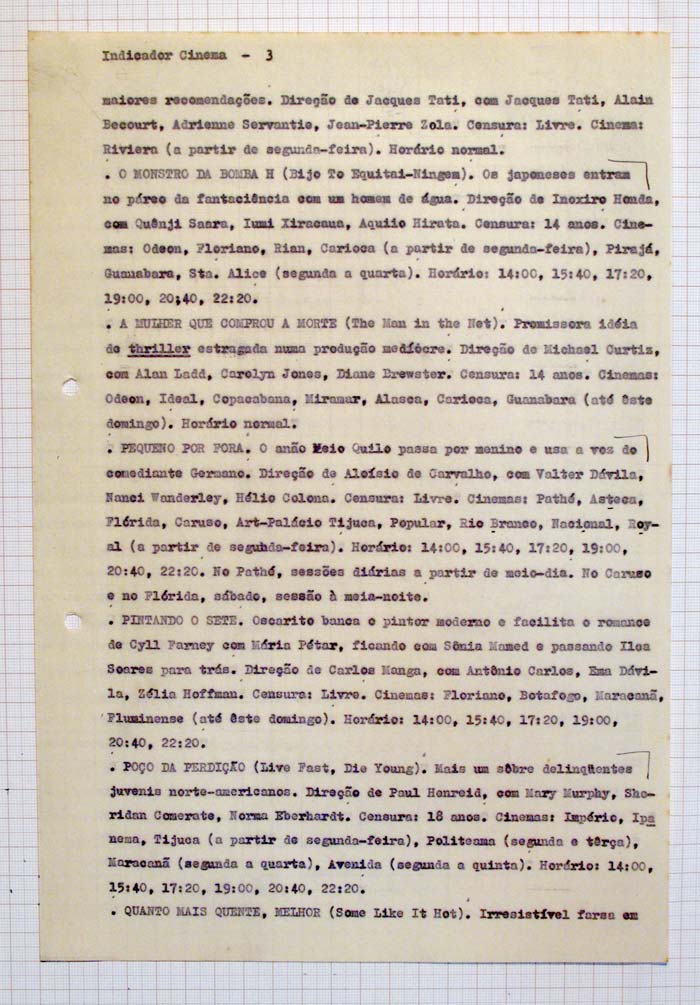 Indicador Cinema - 3
maiores recomendações. Direção de Jacques Tati, com Jacques Tati, Alain
Becourt, Adrienne Servantie, Jean-Pierre Zola. Censura: Livre. Cinema:
Riviera (a partir de segunda-feira). Horário normal.
. O MONSTRO DA BOMBA H (Bijo To Equitai-Ningem). Os japoneses entram
no páreo da fantaciência com um homem de água. Direção de Inoxiro Honda,
com Quênji Saara, Iumi Xiracaua, Aquiio Hirata. Censura: 14 anos. Cine-
mas: Odeon, Floriano, Rian, Carioca (a partir de segunda-feira), Pirajá,
Guanabara, Sta. Alice (segunda a quarta). Horário: 14:00, 15:40, 17:20,
19:00, 20;40, 22:20.
. A MULHER QUE COMPROU A MORTE (The Man in the Net). Promissora idéia
de thriller estragada numa produção medíocre. Direção de Michael Curtiz,
com Alan Ladd, Carolyn Jones, Diane Brewster. Censura: 14 anos. Cinemas:
Odeon, Ideal, Copacabana, Miramar, Alasca, Carioca, Guanabara (até êste
domingo). Horário normal.
. PEQUENO POR FORA. O anão Meio Quilo passa por menino e usa a voz do
comediante Germano. Direção de Aloísio de Carvalho, com Valter Dávila,
Nanci Wanderley, Hélio Colona. Censura: Livre. Cinemas: Pathé, Asteca,
Flórida, Caruso, Art-Palácio Tijuca, Popular, Rio Branco, Nacional, Roy-
al (a partir de segunda-feira). Horário: 14:00, 15:40, 17:20, 19:00,
20:40, 22:20. No Pathé, sessões diárias a partir de meio-dia. No Caruso
e no Flórida, sábado, sessão à meia-noite.
. PINTANDO O SETE. Oscarito banca o pintor moderno e facilita o romance
de Cyll Farney com Mária Pétar, ficando com Sônia Mamed e passando Ilca
Soares para trás. Direção de Carlos Manga, com Antônio Carlos, Ema Dávi-
la, Zélia Hoffman. Censura: Livre. Cinemas: Floriano, Botafogo, Maracanã,
Fluminense (até êste domingo). Horário: 14:00, 15:40, 17:20, 19:00,
20:40, 22:20.
. POÇO DA PERDIÇÃO (Live Fast, Die Young). Mais um sôbre delinqüentes
juvenis norte-americanos. Direção de Paul Henreid, com Mary Murphy, She-
ridan Comerate, Norma Eberhardt. Censura: 18 anos. Cinemas: Império, Ipa
nema, Tijuca (a partir de segunda-feira), Politeama (segunda e têrça),
Maracanã (segunda a quarta), Avenida (segunda a quinta). Horário: 14:00,
15:40, 17:20, 19:00, 20:40, 22:20.
. QUANTO MAIS QUENTE, MELHOR (Some Like It Hot). Irresistível farsa em